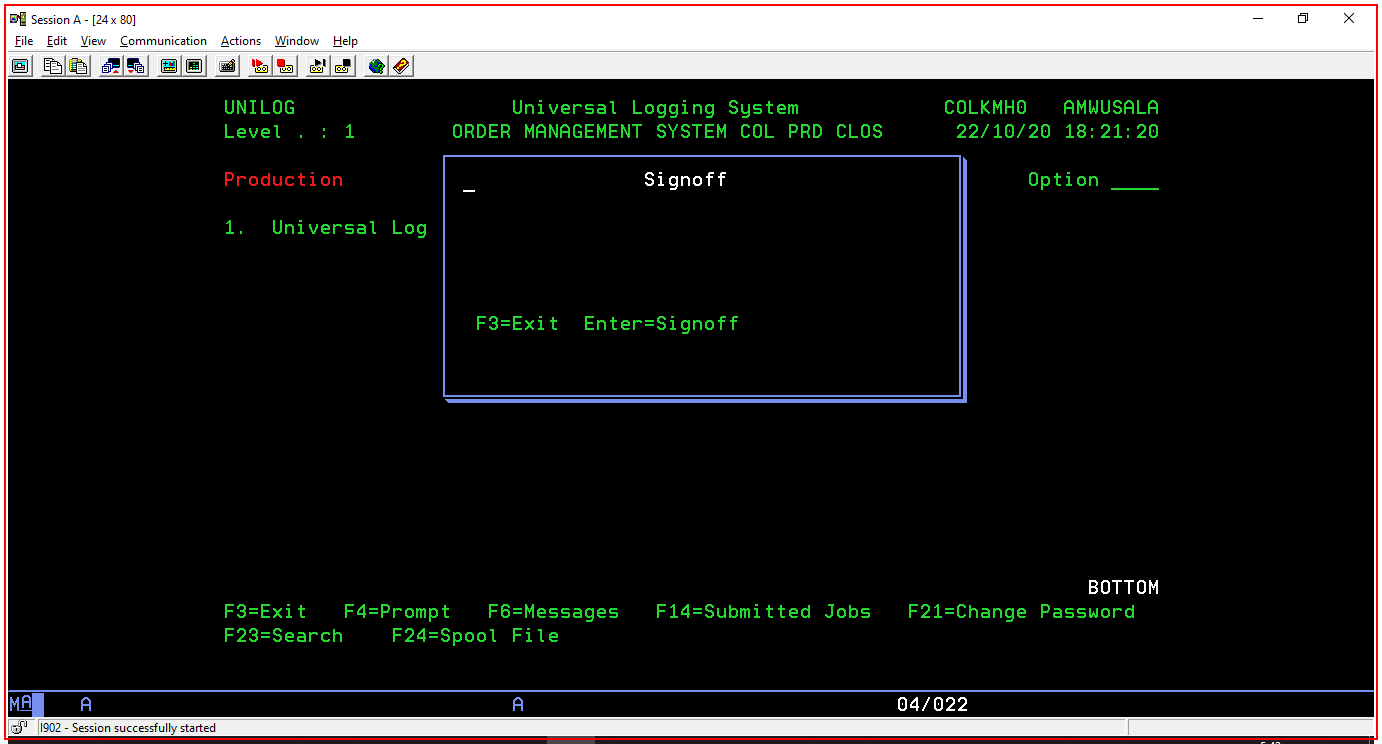 Session A - [24 x 80]
File Edit View Communication Actions Window Help
UNILOG Universal Logging System COLKMH0 AMWUSALA
Level . : 1 ORDER MANAGEMENT SYSTEM COL PRD CLOS 22/10/20 18:21:20
Production _ Signoff Option ____
1. Universal Log
F3=Exit Enter=Signoff
BOTTOM
F3=Exit F4=Prompt F6=Messages F14=Submitted Jobs F21=Change Password
F23=Search F24=Spool File
MA A A 04/022
I902 - Session successfully started